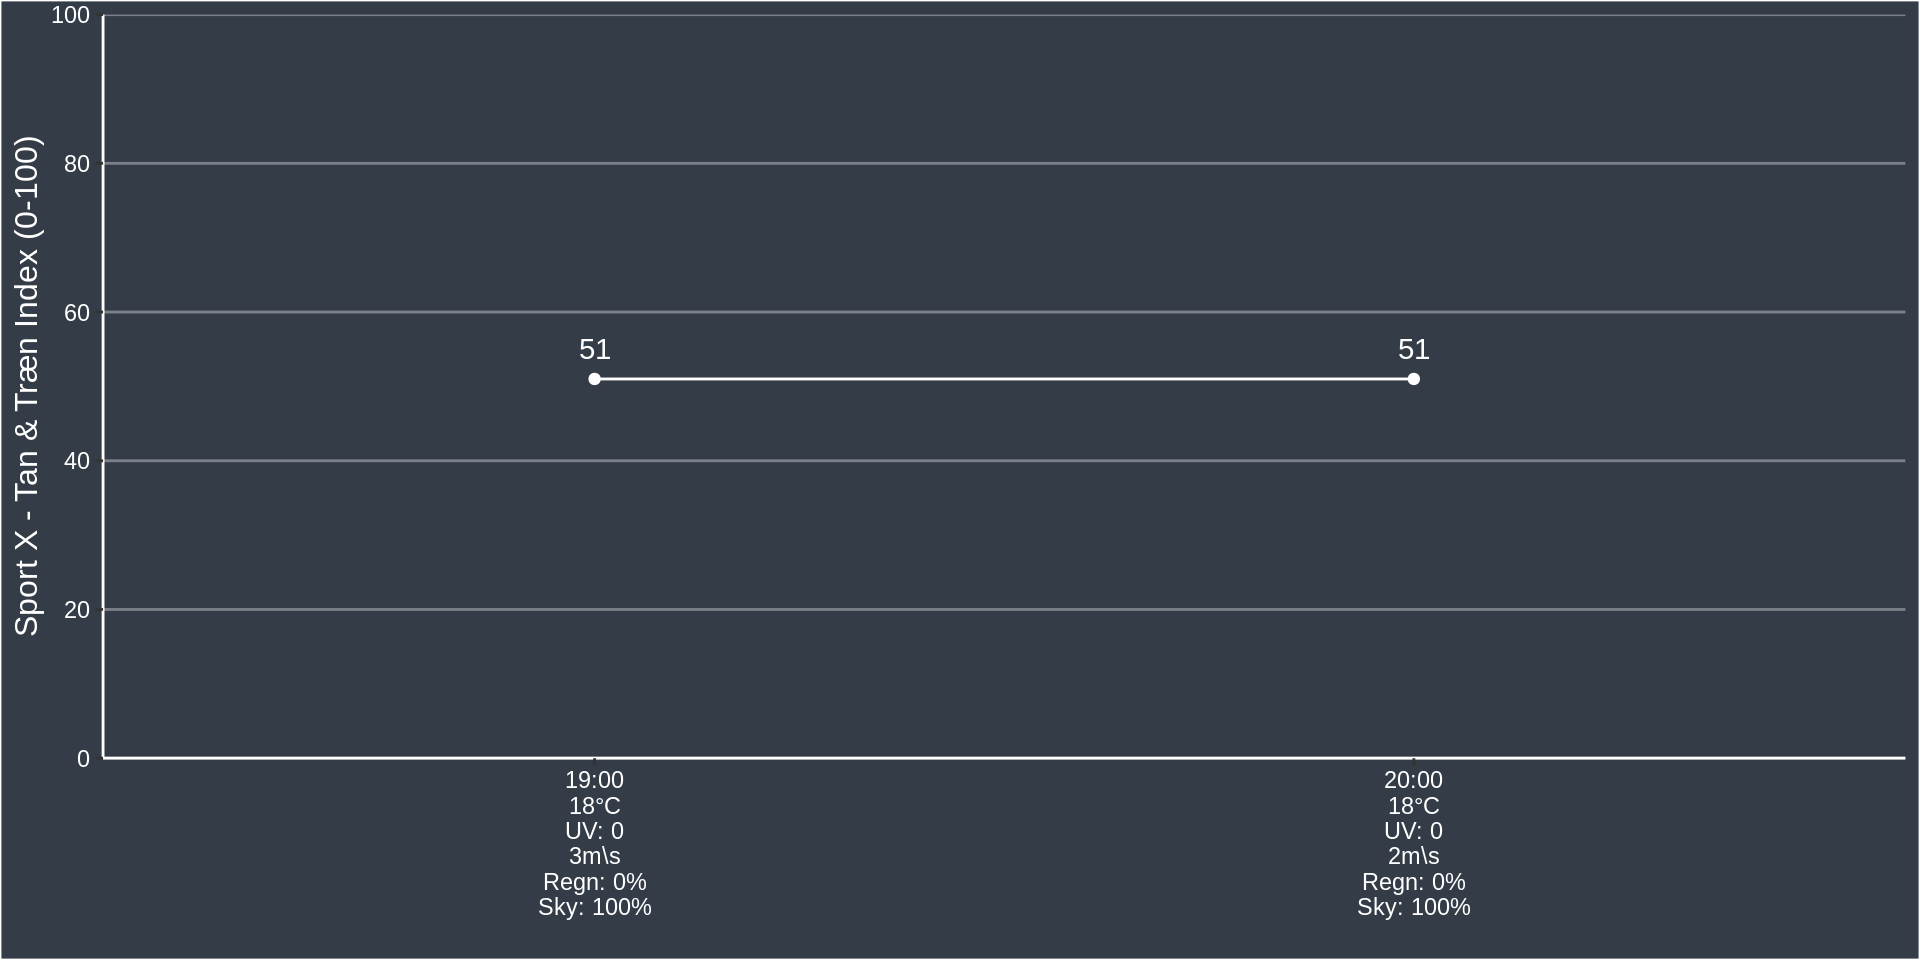 Sport X - Tan & Træn Index (0-100)
100
80
60
40
20
0
51
51
19:00
18°C
UV: 0
3m\s
Regn: 0%
Sky: 100%
20:00
18°C
UV: 0
2m\s
Regn: 0%
Sky: 100%